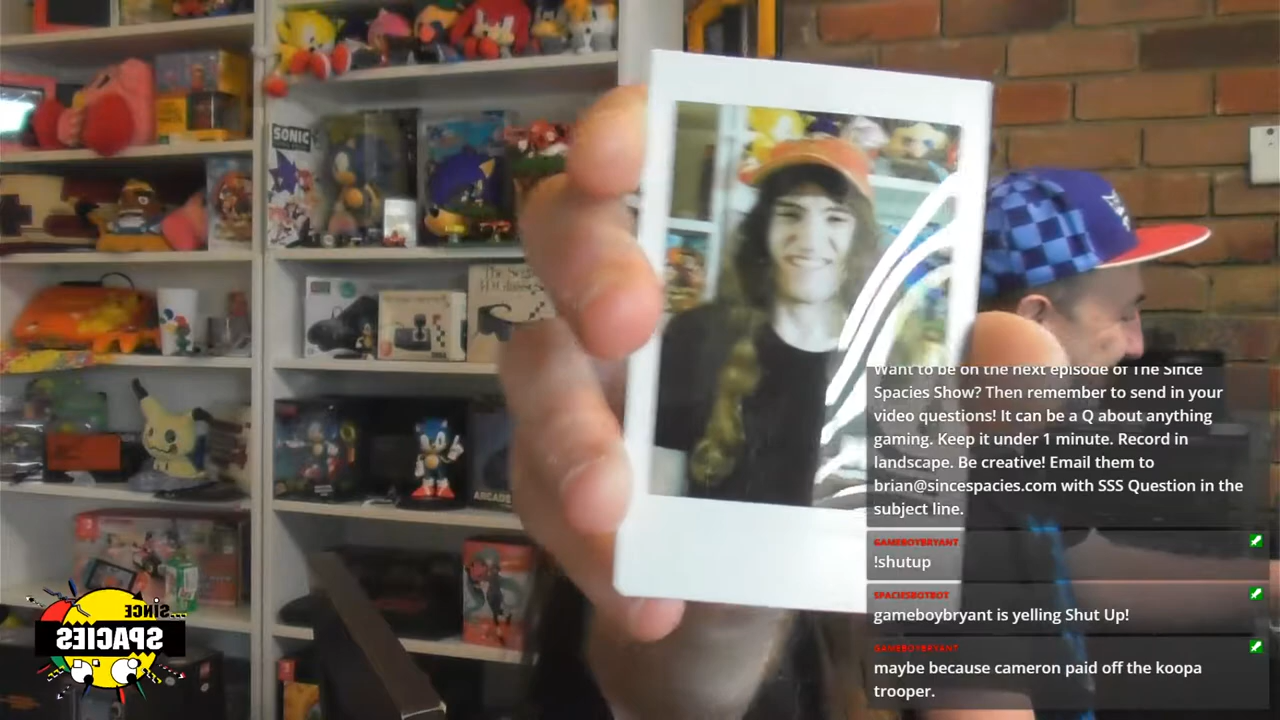 SONIC
The Sega
ARCADE
SINCE
SPACIES
Want to be on the next episode of The Since
Spacies Show? Then remember to send in your
video questions! It can be a Q about anything
gaming. Keep it under 1 minute. Record in
landscape. Be creative! Email them to
brian@sincespacies.com with SSS Question in the
subject line.
GAMEBOYBRYANT
!shutup
SPACIESBOTBOT
gameboybryant is yelling Shut Up!
GAMEBOYBRYANT
maybe because cameron paid off the koopa
trooper.